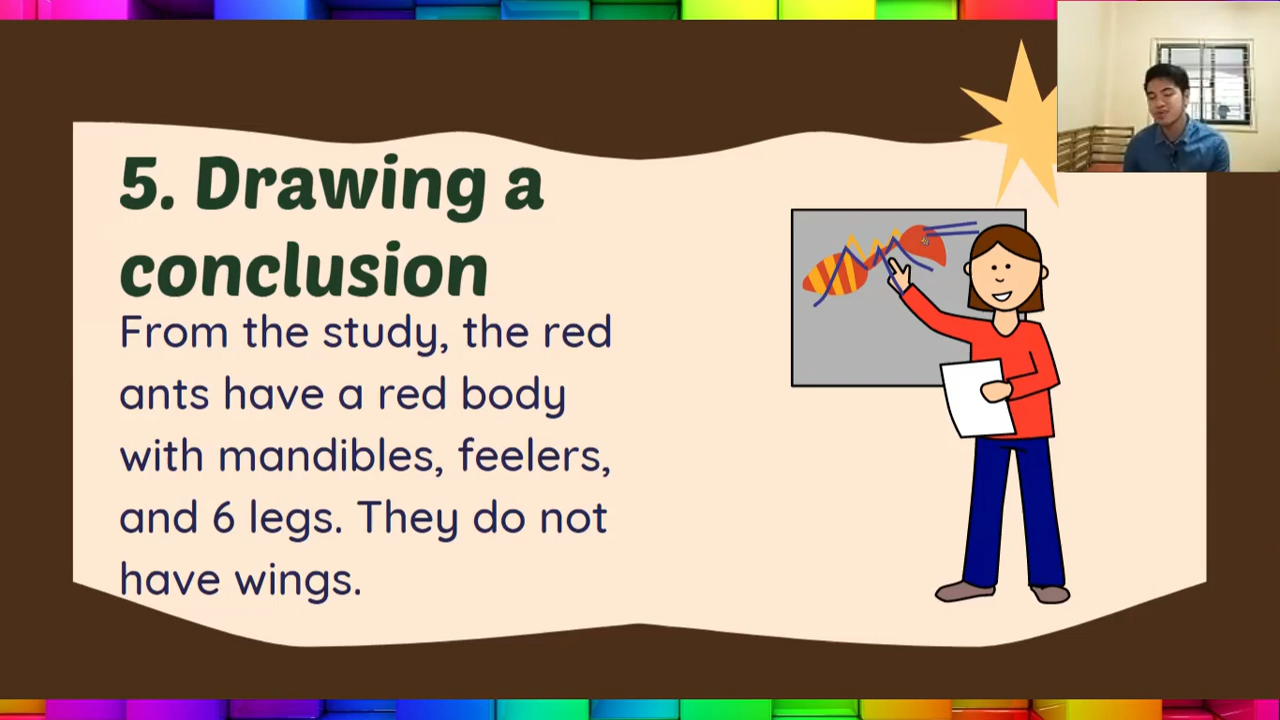 5. Drawing a
conclusion
From the study, the red
ants have a red body
with mandibles, feelers,
and 6 legs. They do not
have wings.